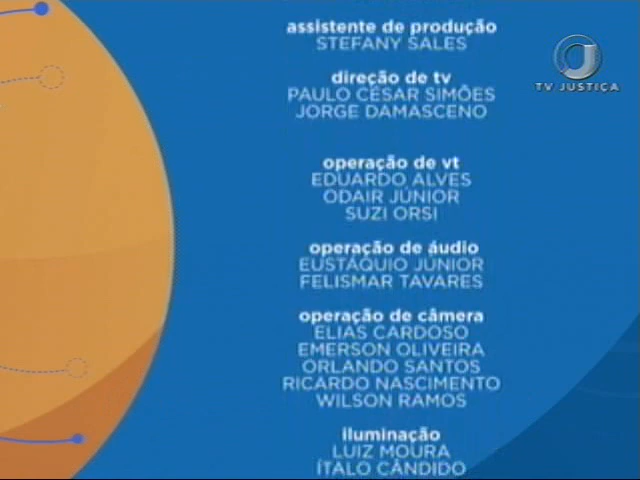 assistente de produção
STEFANY SALES
TV JUSTIÇA
direção de tv
PAULO CÉSAR SIMÕES
JORGE DAMASCENO
operação de vt
EDUARDO ALVES
ODAIR JÚNIOR
SUZI ORSI
operação de áudio
EUSTÁQUIO JÚNIOR
FELISMAR TAVARES
operação de câmera
ELIAS CARDOSO
EMERSON OLIVEIRA
ORLANDO SANTOS
RICARDO NASCIMENTO
WILSON RAMOS
iluminação
LUIZ MOURA
ÍTALO CÂNDIDO